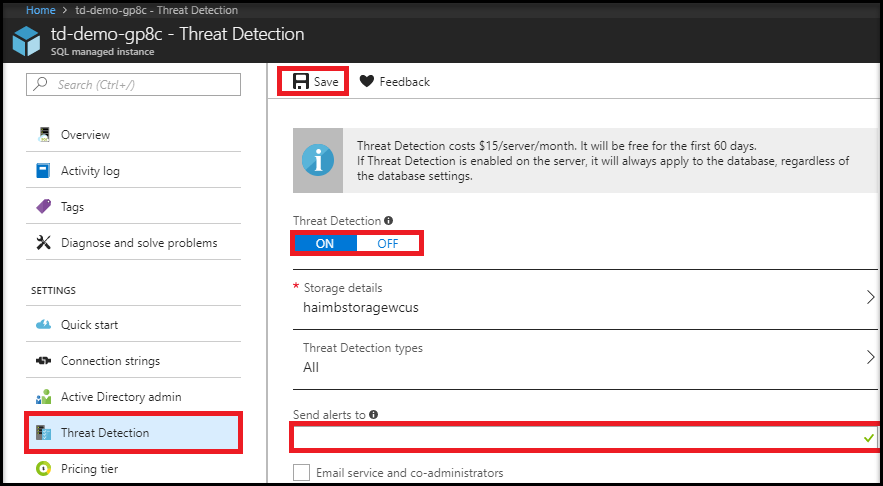 Home > td-demo-gp8c - Threat Detection
td-demo-gp8c - Threat Detection
SQL managed instance
Search (Ctrl+/)
Overview
Activity log
Tags
Diagnose and solve problems
SETTINGS
Quick start
Connection strings
Active Directory admin
Threat Detection
Pricing tier
Save
Feedback
Threat Detection costs $15/server/month. It will be free for the first 60 days.
If Threat Detection is enabled on the server, it will always apply to the database, regardless of
the database settings.
Threat Detection
ON OFF
* Storage details
haimbstoragewcus
Threat Detection types
All
Send alerts to
Email service and co-administrators